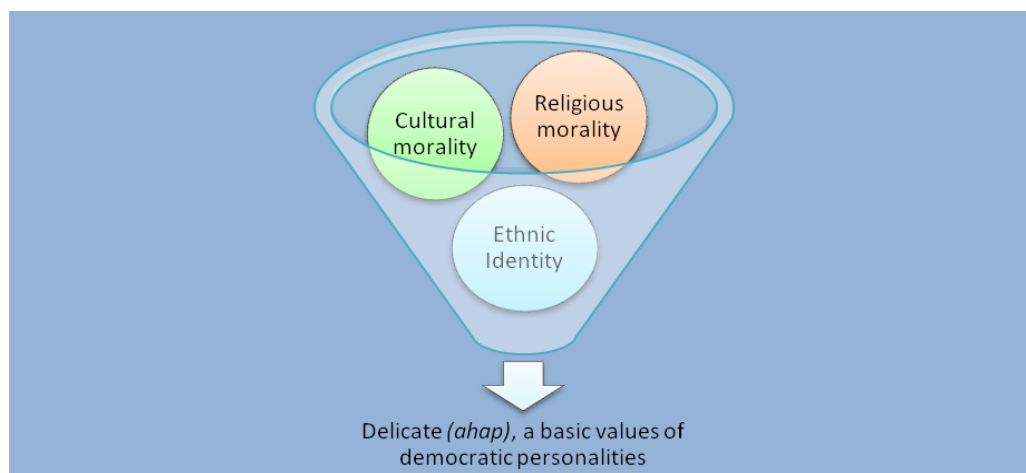 Cultural
morality
Religious
morality
Ethnic
Identity
Delicate (ahap), a basic values of
democratic personalities